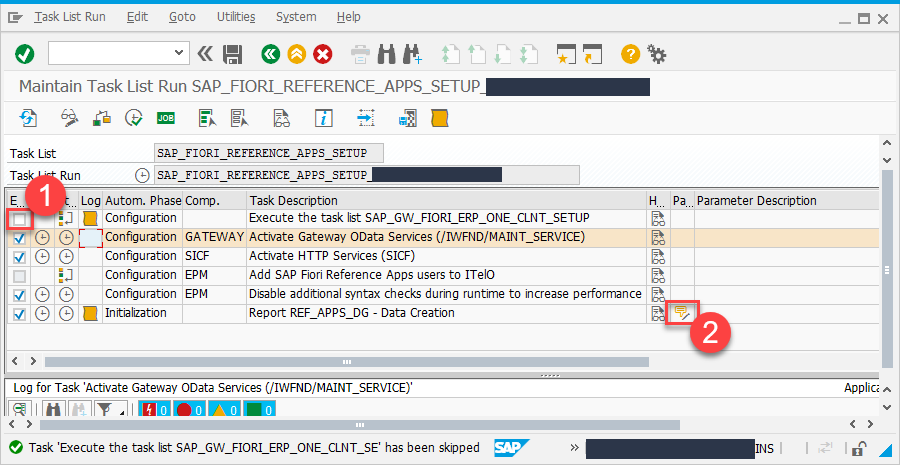 Task List Run Edit Goto Utilities System Help
Maintain Task List Run SAP_FIORI_REFERENCE_APPS_SETUP_
JOB
Task List SAP_FIORI_REFERENCE_APPS_SETUP
Task List Run SAP_FIORI_REFERENCE_APPS_SETUP_
1
E... t... Log Autom. Phase Comp. Task Description H... Pa... Parameter Description
Configuration Execute the task list SAP_GW_FIORI_ERP_ONE_CLNT_SETUP
Configuration GATEWAY Activate Gateway OData Services (/IWFND/MAINT_SERVICE)
Configuration SICF Activate HTTP Services (SICF)
Configuration EPM Add SAP Fiori Reference Apps users to ITelO
Configuration EPM Disable additional syntax checks during runtime to increase performance
Initialization Report REF_APPS_DG - Data Creation
2
Log for Task 'Activate Gateway OData Services (/IWFND/MAINT_SERVICE)' Applica
0 0 0 0
Task 'Execute the task list SAP_GW_FIORI_ERP_ONE_CLNT_SE' has been skipped SAP INS